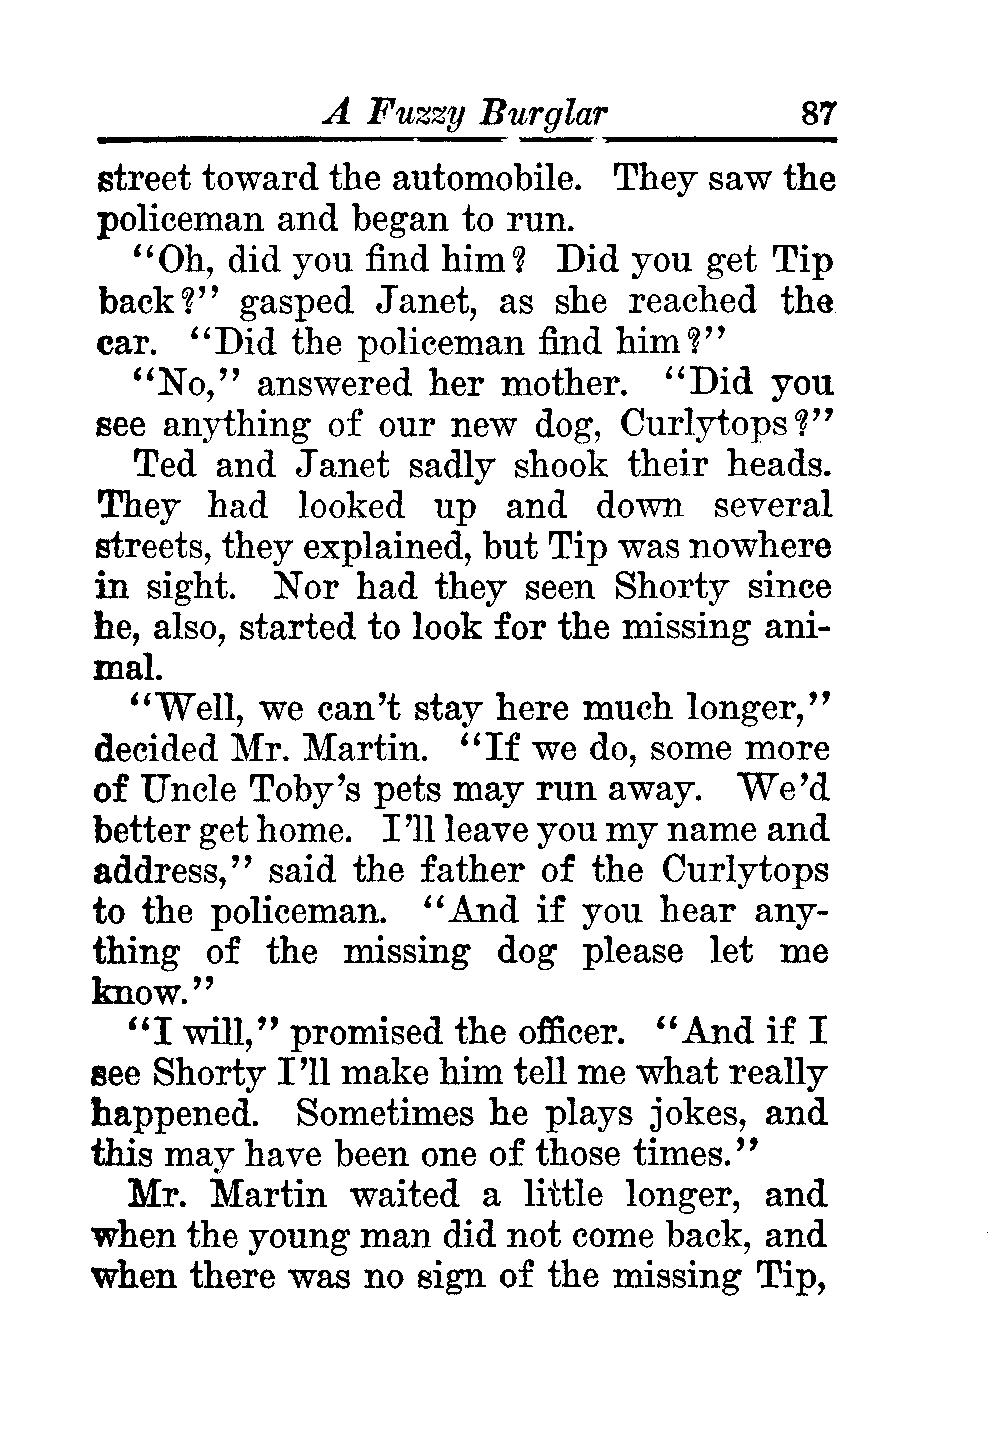 A Fuzzy Burglar 87
street toward the automobile. They saw the
policeman and began to run.
“Oh, did you find him? Did you get Tip
back?” gasped Janet, as she reached the
car. “Did the policeman find him?”
“No,” answered her mother. “Did you
see anything of our new dog, Curlytops?”
Ted and Janet sadly shook their heads.
They had looked up and down several
streets, they explained, but Tip was nowhere
in sight. Nor had they seen Shorty since
he, also, started to look for the missing ani-
mal.
“Well, we can’t stay here much longer,”
decided Mr. Martin. “If we do, some more
of Uncle Toby’s pets may run away. We’d
better get home. I’ll leave you my name and
address,” said the father of the Curlytops
to the policeman. “And if you hear any-
thing of the missing dog please let me
know.”
“I will,” promised the officer. “And if I
see Shorty I’ll make him tell me what really
happened. Sometimes he plays jokes, and
this may have been one of those times.”
Mr. Martin waited a little longer, and
when the young man did not come back, and
when there was no sign of the missing Tip,